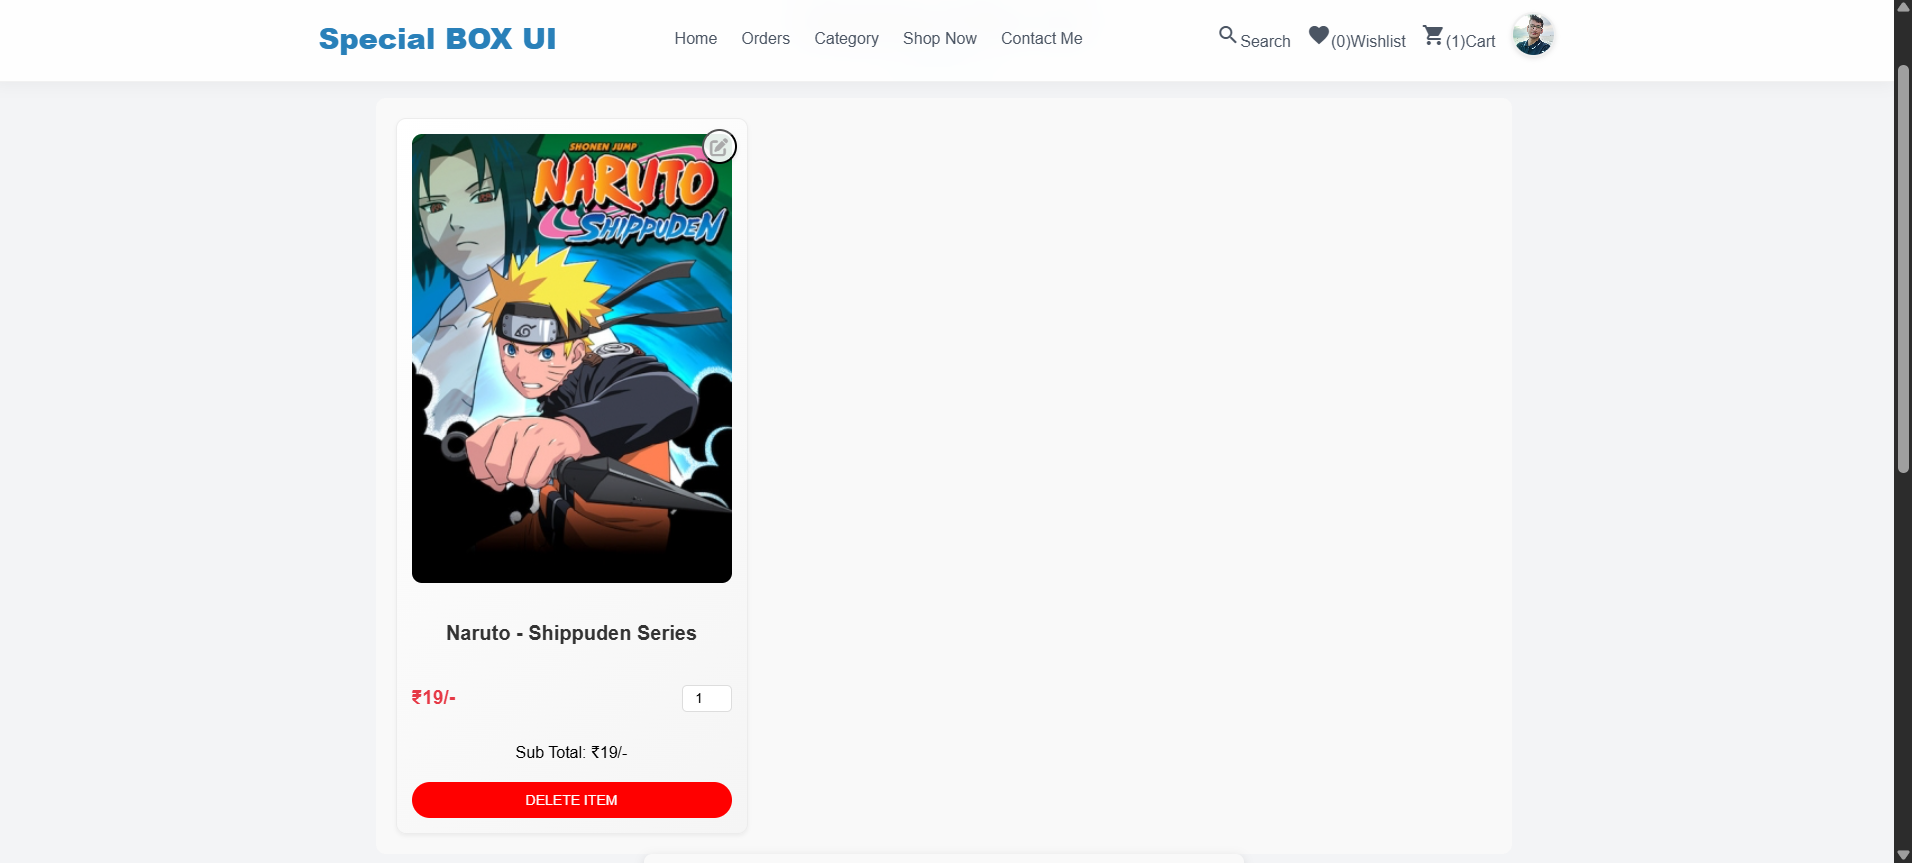 Special BOX UI
Home Orders Category Shop Now Contact Me
Search (0)Wishlist (1)Cart
SHONEN JUMP
NARUTO
SHIPPUDEN
Naruto - Shippuden Series
₹19/-
1
Sub Total: ₹19/-
DELETE ITEM